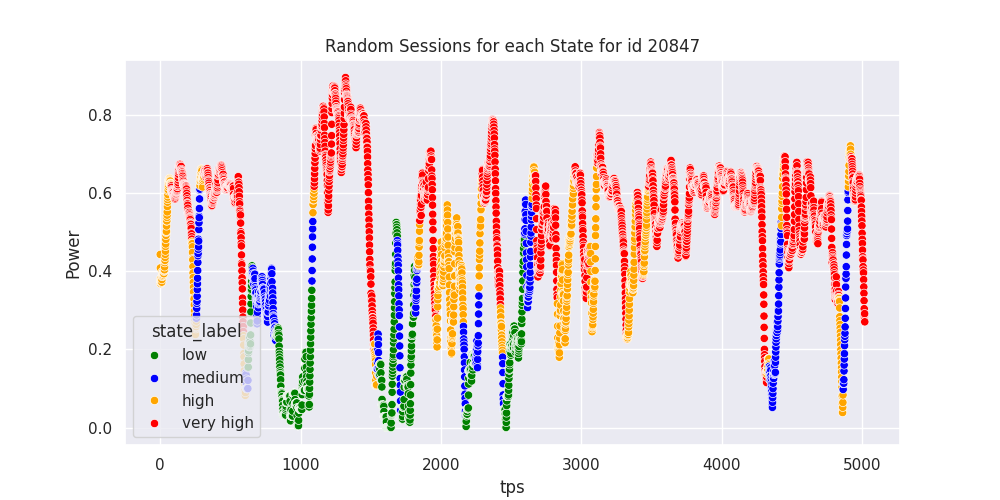 Random Sessions for each State for id 20847
Power
0.8
0.6
0.4
0.2
0.0
state_label
low
medium
high
very high
0 1000 2000 3000 4000 5000
tps